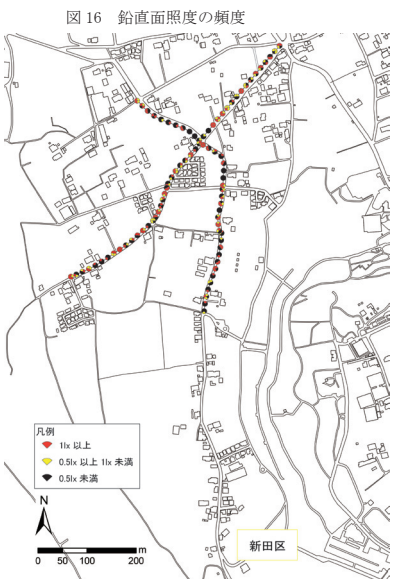 図 16　鉛直面照度の頻度
凡例
1lx 以上
0.5lx 以上 1lx 未満
0.5lx 未満
N
0 50 100 200 m
新田区